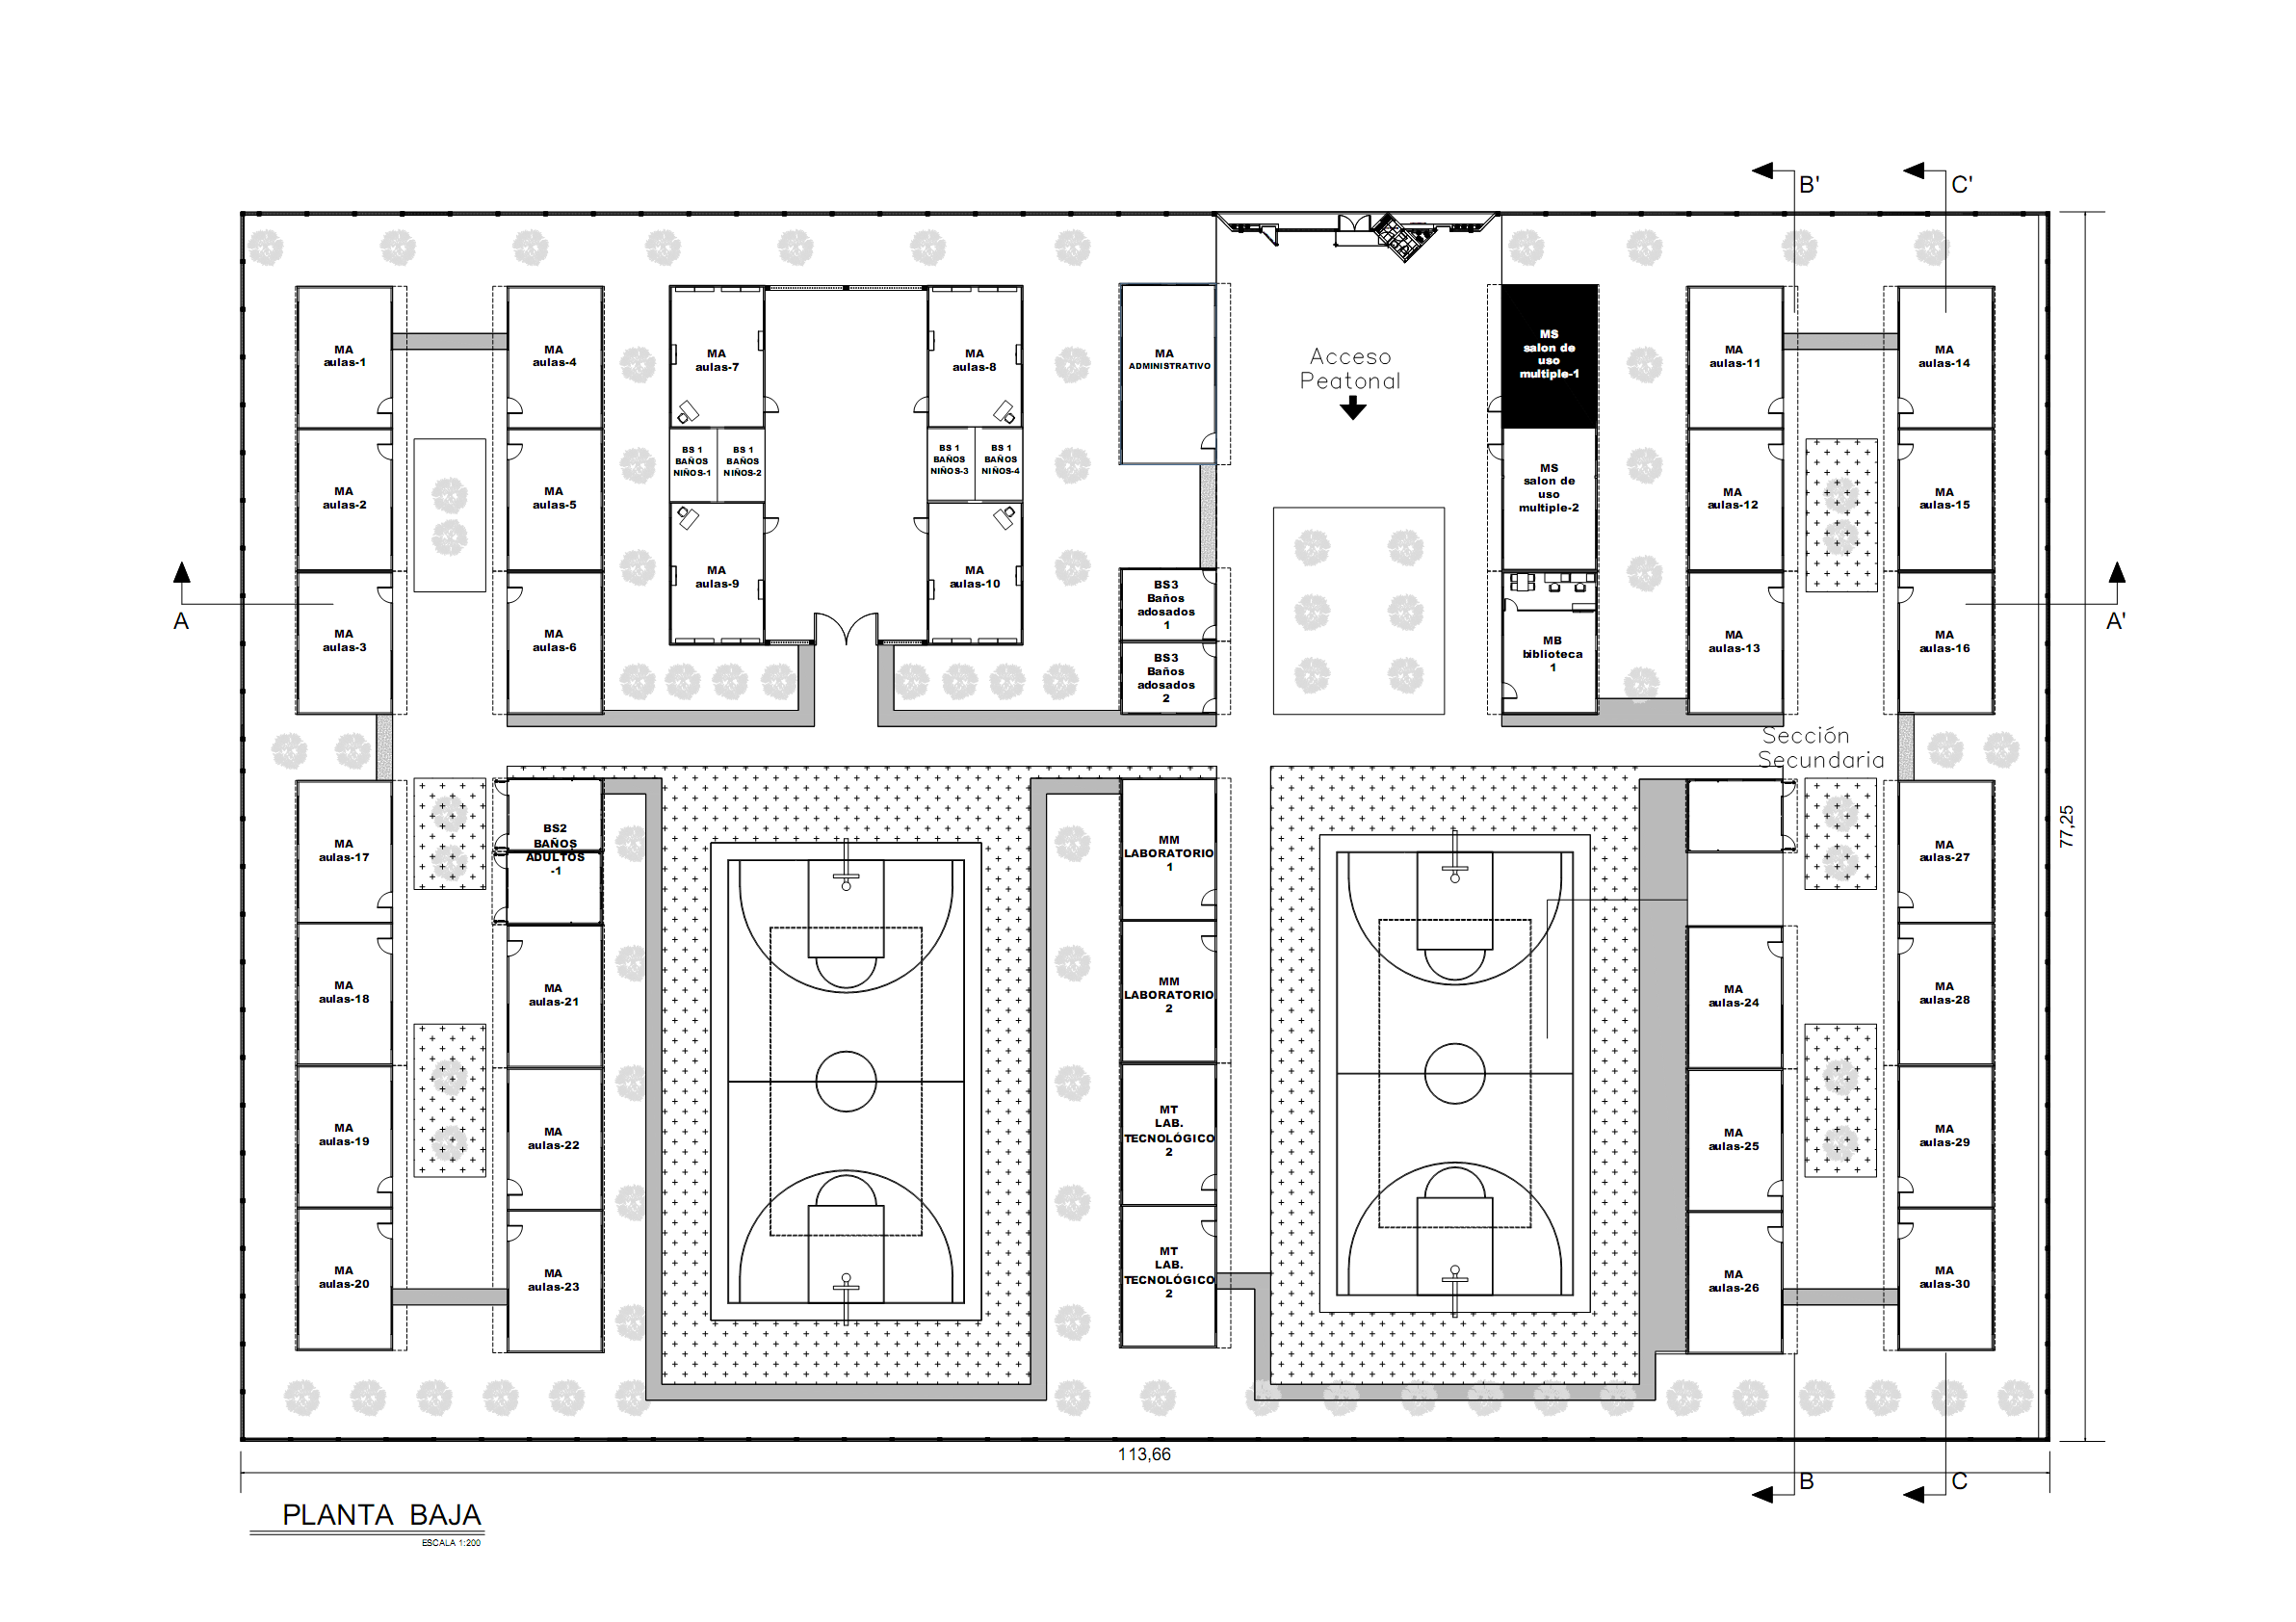 B'
C'
MA
aulas-1
MA
aulas-4
MA
aulas-7
MA
aulas-8
MA
ADMINISTRATIVO
Acceso
Peatonal
MS
salon de
uso
multiple-1
MA
aulas-11
MA
aulas-14
BS 1
BAÑOS
NIÑOS-1
BS 1
BAÑOS
NIÑOS-2
BS 1
BAÑOS
NIÑOS-3
BS 1
BAÑOS
NIÑOS-4
MA
aulas-2
MA
aulas-5
MS
salon de
uso
multiple-2
MA
aulas-12
MA
aulas-15
MA
aulas-9
MA
aulas-10
BS3
Baños
adosados
1
A
A'
MA
aulas-3
MA
aulas-6
BS3
Baños
adosados
2
MB
biblioteca
1
MA
aulas-13
MA
aulas-16
Sección
Secundaria
77,25
MA
aulas-17
BS2
BAÑOS
ADULTOS
-1
MM
LABORATORIO
1
MA
aulas-27
MA
aulas-18
MA
aulas-21
MM
LABORATORIO
2
MA
aulas-24
MA
aulas-28
MA
aulas-19
MA
aulas-22
MT
LAB.
TECNOLÓGICO
2
MA
aulas-25
MA
aulas-29
MA
aulas-20
MA
aulas-23
MT
LAB.
TECNOLÓGICO
2
MA
aulas-26
MA
aulas-30
113,66
B
C
PLANTA BAJA
ESCALA 1:200